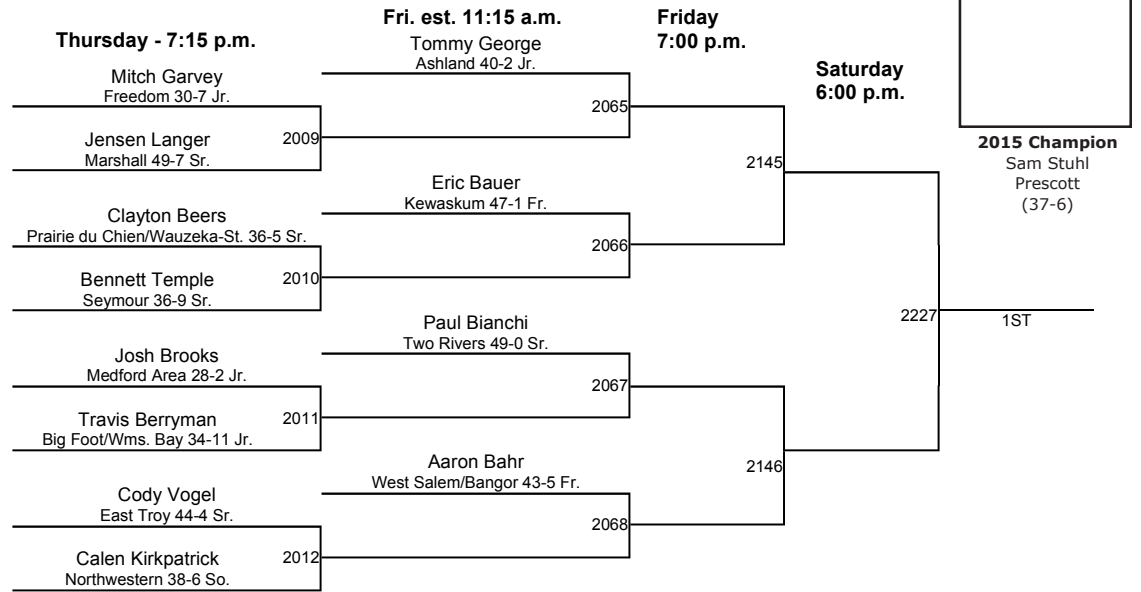 Thursday - 7:15 p.m.
Mitch Garvey
Freedom 30-7 Jr.
Jensen Langer
Marshall 49-7 Sr.
2009
Clayton Beers
Prairie du Chien/Wauzeka-St. 36-5 Sr.
Bennett Temple
Seymour 36-9 Sr.
2010
Josh Brooks
Medford Area 28-2 Jr.
Travis Berryman
Big Foot/Wms. Bay 34-11 Jr.
2011
Cody Vogel
East Troy 44-4 Sr.
Calen Kirkpatrick
Northwestern 38-6 So.
2012
Fri. est. 11:15 a.m.
Tommy George
Ashland 40-2 Jr.
2065
Eric Bauer
Kewaskum 47-1 Fr.
2066
Paul Bianchi
Two Rivers 49-0 Sr.
2067
Aaron Bahr
West Salem/Bangor 43-5 Fr.
2068
Friday
7:00 p.m.
2145
2146
Saturday
6:00 p.m.
2227
1ST
2015 Champion
Sam Stuhl
Prescott
(37-6)